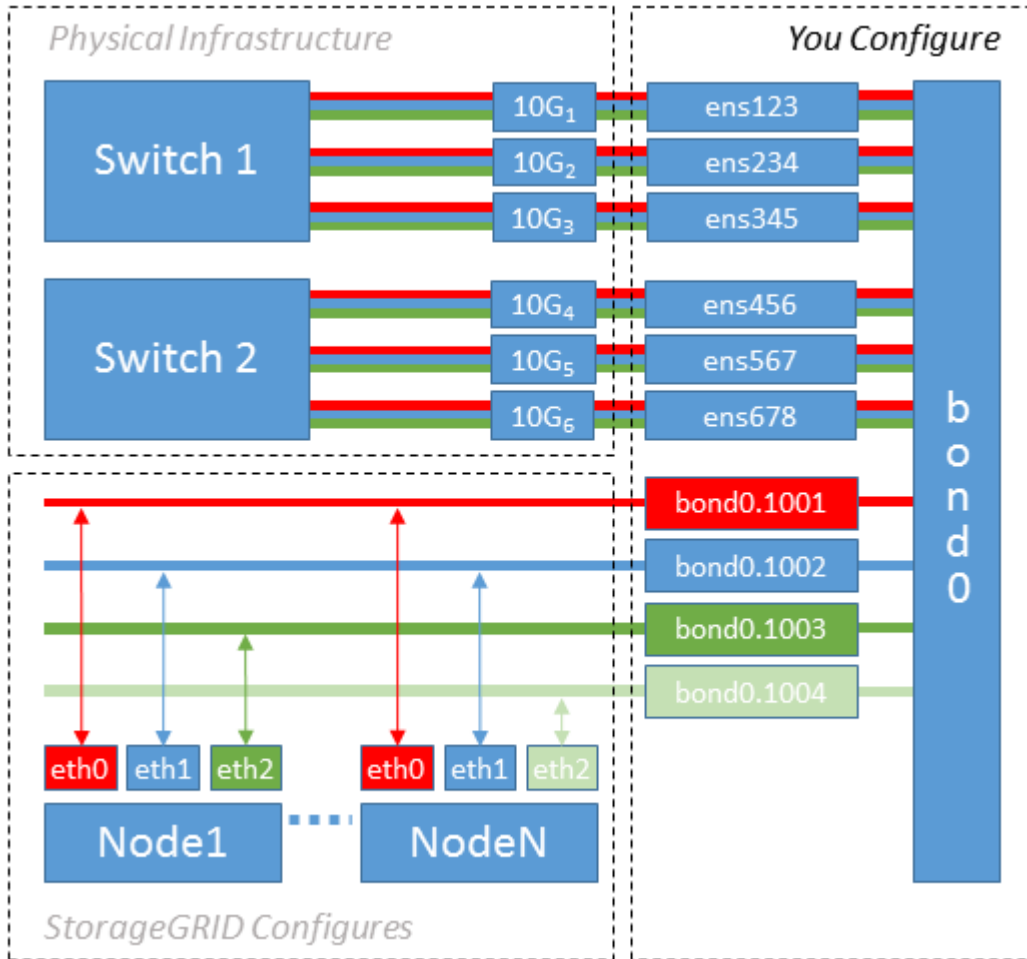 Physical Infrastructure
You Configure
Switch 1
10G₁
ens123
10G₂
ens234
10G₃
ens345
Switch 2
10G₄
ens456
10G₅
ens567
10G₆
ens678
bond0
bond0.1001
bond0.1002
bond0.1003
bond0.1004
eth0 eth1 eth2
eth0 eth1 eth2
Node1
NodeN
StorageGRID Configures